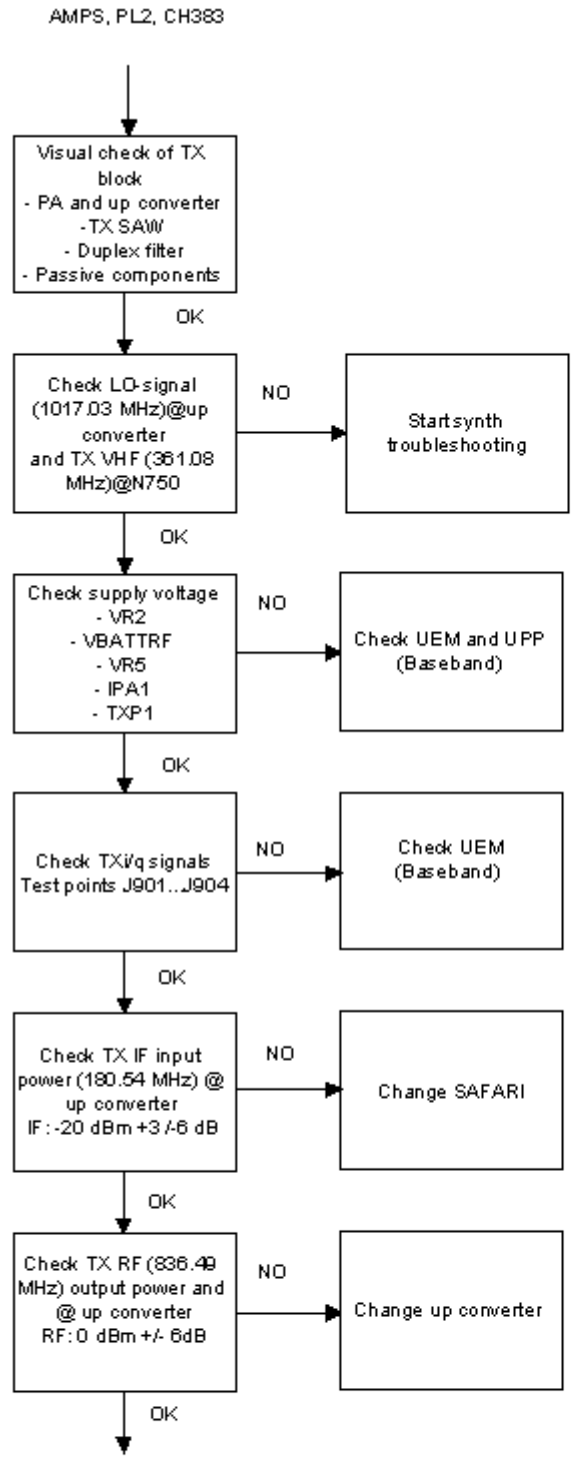 AMPS, PL2, CH383
Visual check of TX
block
- PA and up converter
-TX SAW
- Duplex filter
- Passive components
OK
Check LO-signal
(1017.03 MHz)@up
converter
and TX VHF (361.08
MHz)@N750
NO
Start synth
troubleshooting
OK
Check supply voltage
- VR2
- VBATTRF
- VR5
- IPA1
- TXP1
NO
Check UEM and UPP
(Baseband)
OK
Check TXi/q signals
Test points J901...J904
NO
Check UEM
(Baseband)
OK
Check TX IF input
power (180.54 MHz) @
up converter
IF: -20 dBm +3 /-6 dB
NO
Change SAFARI
OK
Check TX RF (836.49
MHz) output power and
@ up converter
RF: 0 dBm +/- 6dB
NO
Change up converter
OK